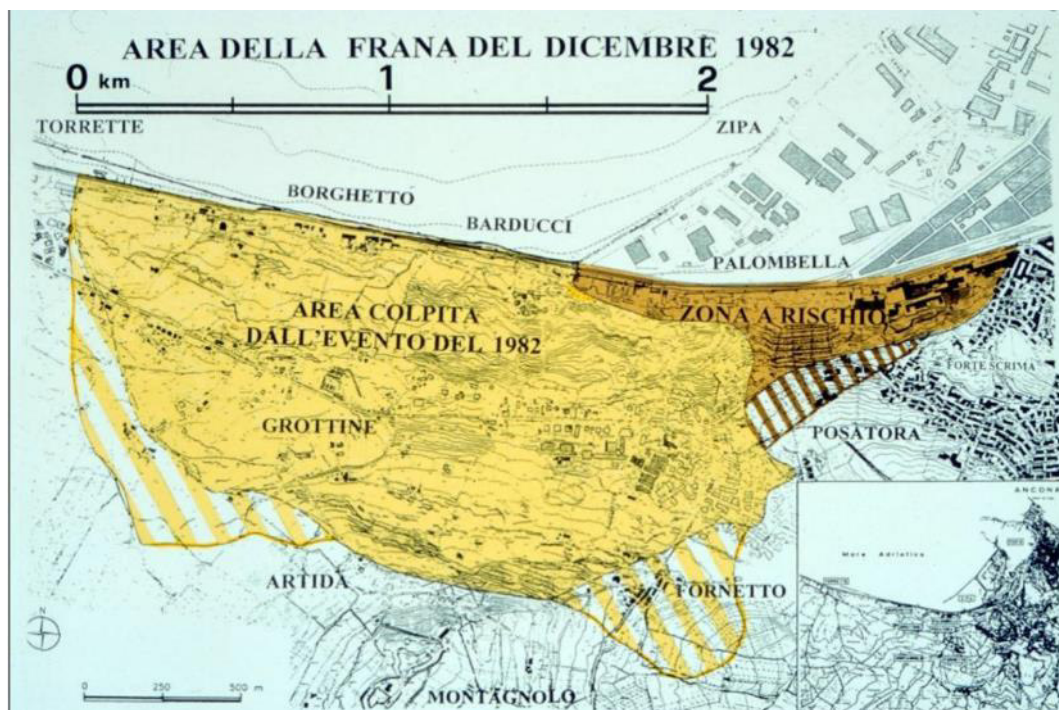 AREA DELLA FRANA DEL DICEMBRE 1982
0 km 1 2
TORRETTE
ZIPA
BORGHETTO
BARDUCCI
PALOMBELLA
AREA COLPITA
DALL'EVENTO DEL 1982
ZONA A RISCHIO
FORTE SCRIMA
GROTTINE
POSATORA
ANCONA
Mare Adriatico
ARTIDA
FORNETTO
N
0 250 500 m
MONTAGNOLO